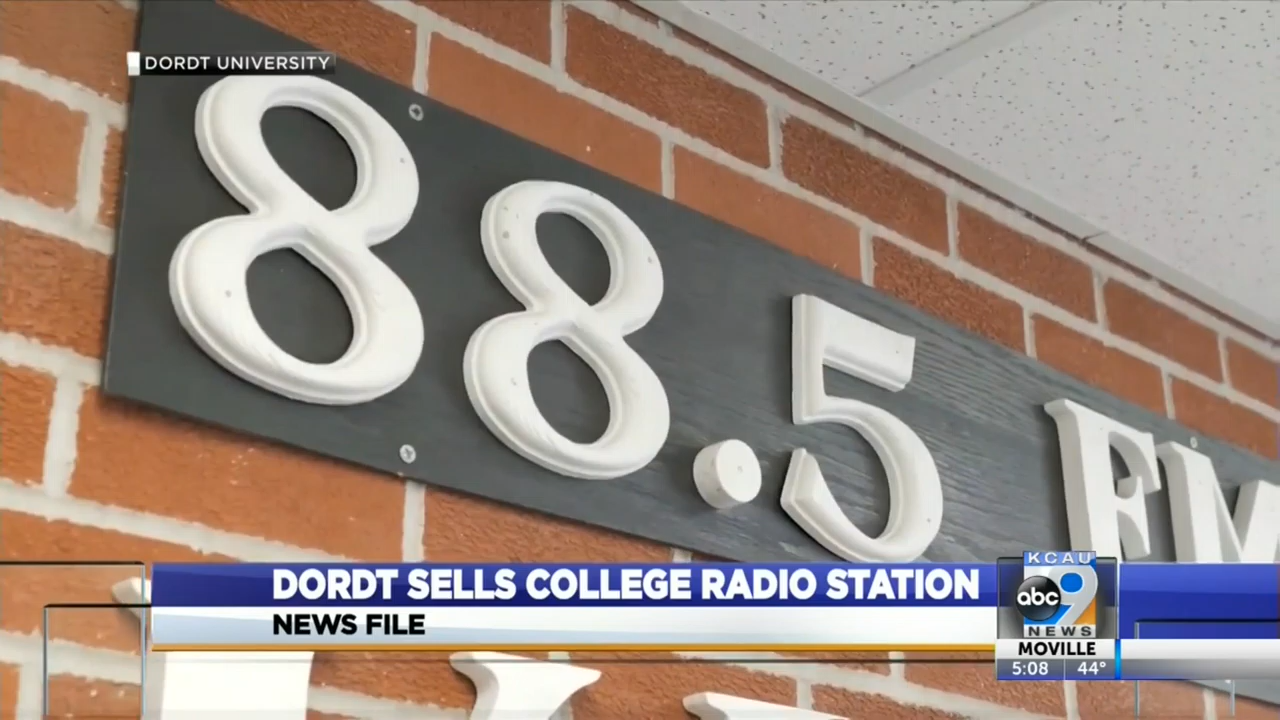 DORDT UNIVERSITY
88.5 FM
DORDT SELLS COLLEGE RADIO STATION
NEWS FILE
KCAU
abc 9
NEWS
MOVILLE
5:08 44°